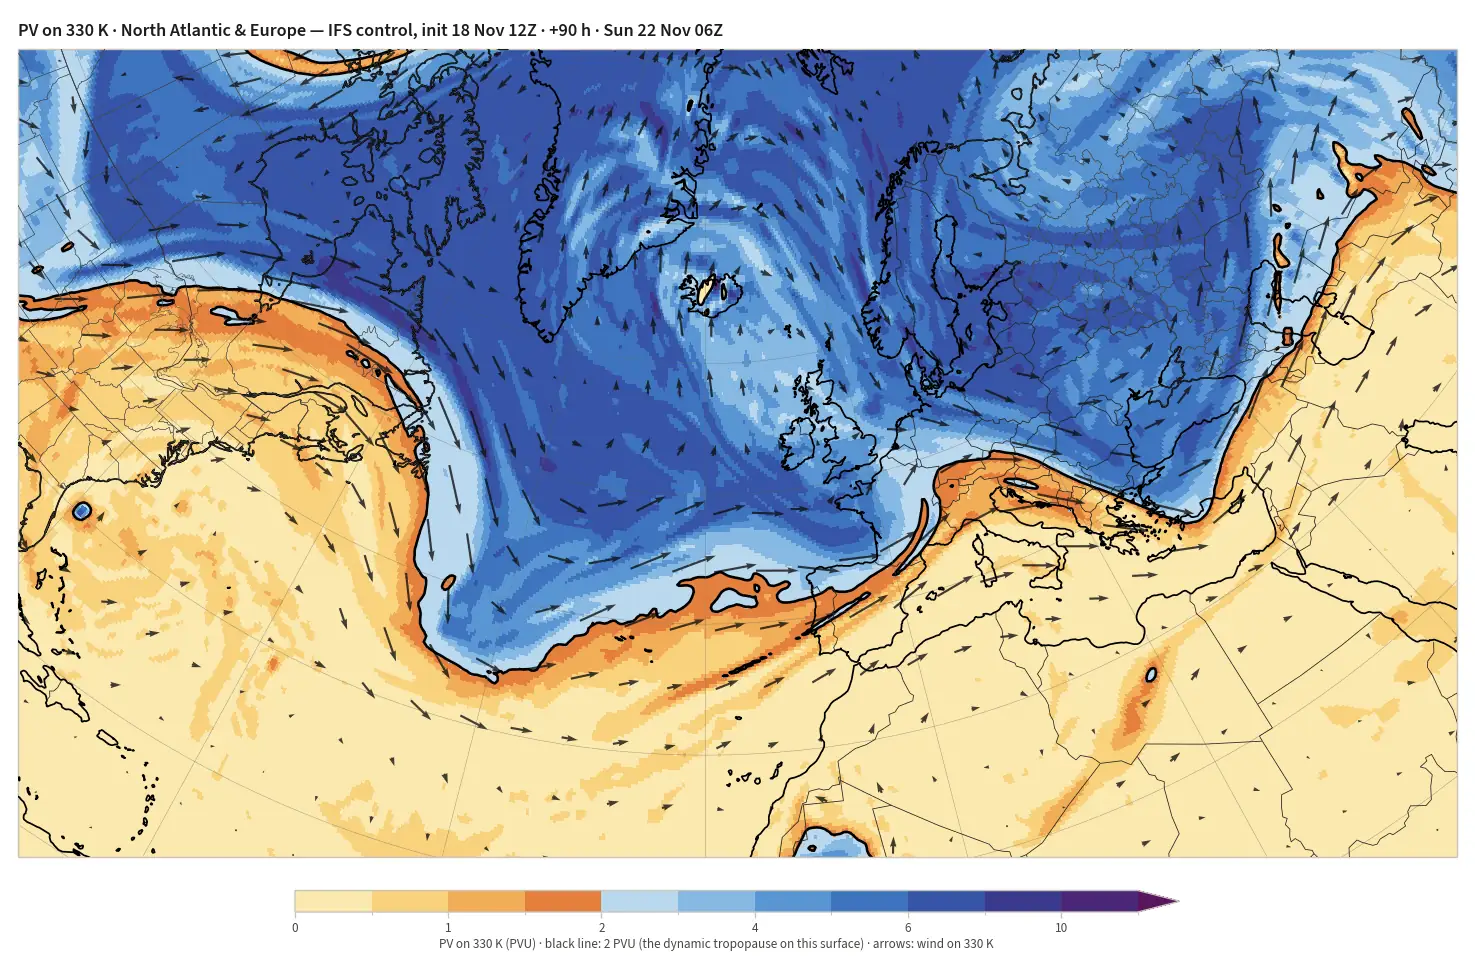 PV on 330 K · North Atlantic & Europe — IFS control, init 18 Nov 12Z · +90 h · Sun 22 Nov 06Z
0 1 2 4 6 10
PV on 330 K (PVU) · black line: 2 PVU (the dynamic tropopause on this surface) · arrows: wind on 330 K